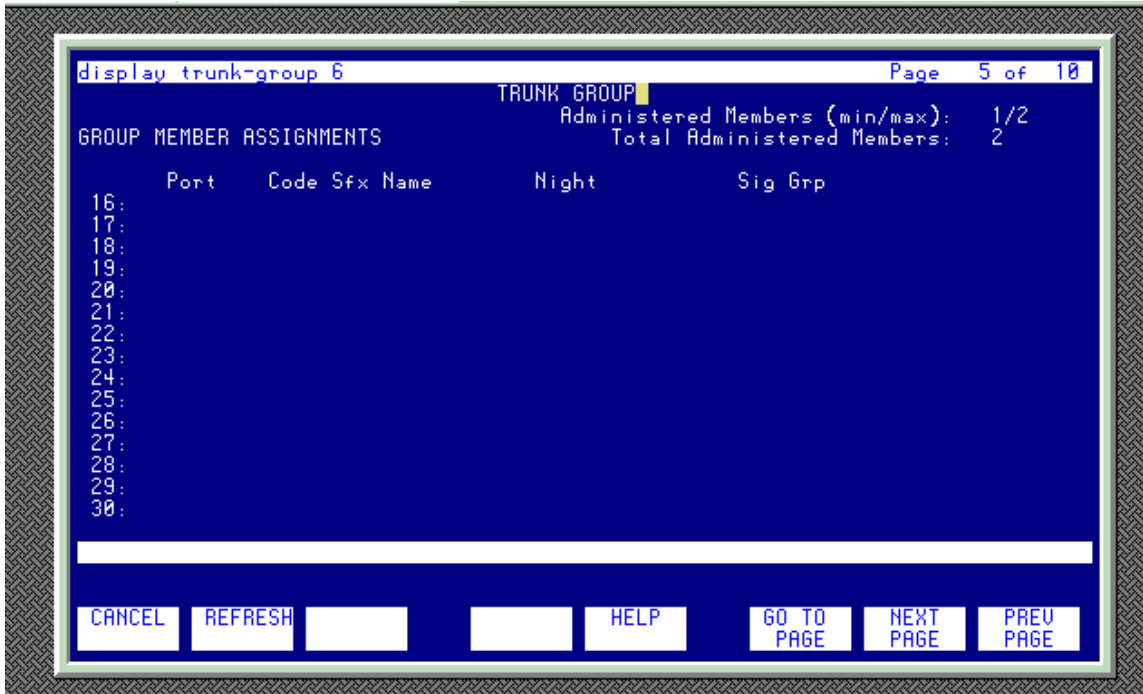 display trunk-group 6 Page 5 of 10
TRUNK GROUP
Administered Members (min/max): 1/2
GROUP MEMBER ASSIGNMENTS Total Administered Members: 2
Port Code Sfx Name Night Sig Grp
16:
17:
18:
19:
20:
21:
22:
23:
24:
25:
26:
27:
28:
29:
30:
CANCEL REFRESH HELP GO TO PAGE NEXT PAGE PREV PAGE